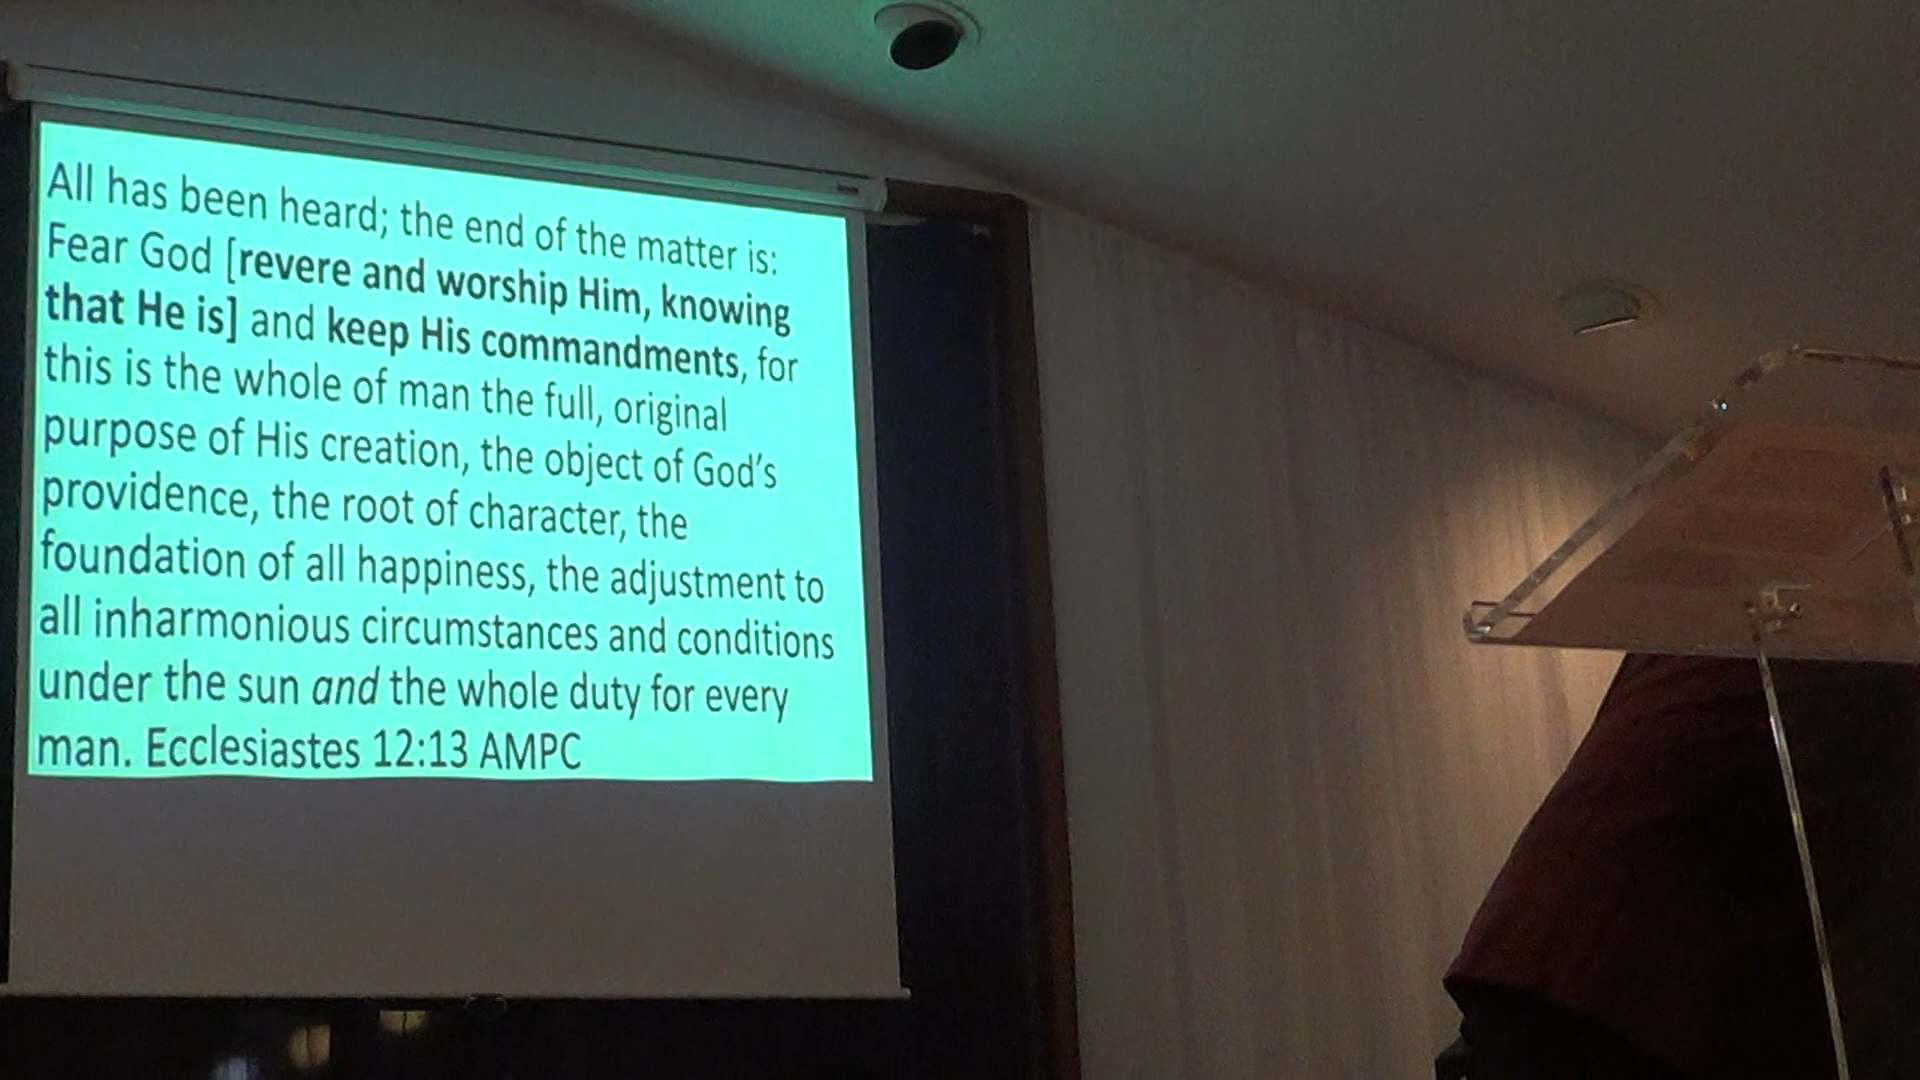 All has been heard; the end of the matter is:
Fear God [revere and worship Him, knowing
that He is] and keep His commandments, for
this is the whole of man the full, original
purpose of His creation, the object of God's
providence, the root of character, the
foundation of all happiness, the adjustment to
all inharmonious circumstances and conditions
under the sun and the whole duty for every
man. Ecclesiastes 12:13 AMPC